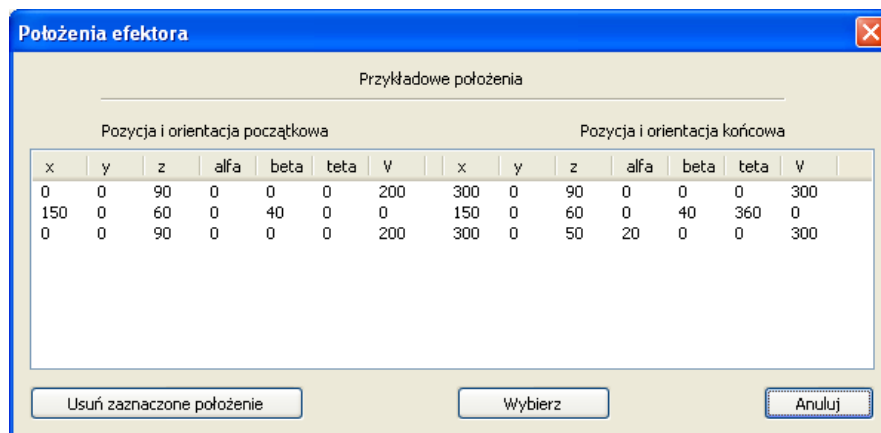 Położenia efektora
Przykładowe położenia
Pozycja i orientacja początkowa Pozycja i orientacja końcowa
x y z alfa beta teta V x y z alfa beta teta V
0 0 90 0 0 0 200 300 0 90 0 0 0 300
150 0 60 0 40 0 0 150 0 60 0 40 360 0
0 0 90 0 0 0 200 300 0 50 20 0 0 300
Usuń zaznaczone położenie Wybierz Anuluj